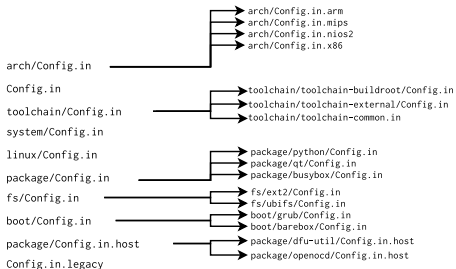 arch/Config.in.arm
arch/Config.in.mips
arch/Config.in.nios2
arch/Config.in.x86
arch/Config.in
Config.in
toolchain/toolchain-buildroot/Config.in
toolchain/toolchain-external/Config.in
toolchain/Config.in
toolchain/toolchain-common.in
system/Config.in
linux/Config.in
package/python/Config.in
package/qt/Config.in
package/Config.in
package/busybox/Config.in
fs/ext2/Config.in
fs/Config.in
fs/ubifs/Config.in
boot/grub/Config.in
boot/Config.in
boot/barebox/Config.in
package/Config.in.host
package/dfu-util/Config.in.host
package/openocd/Config.in.host
Config.in.legacy